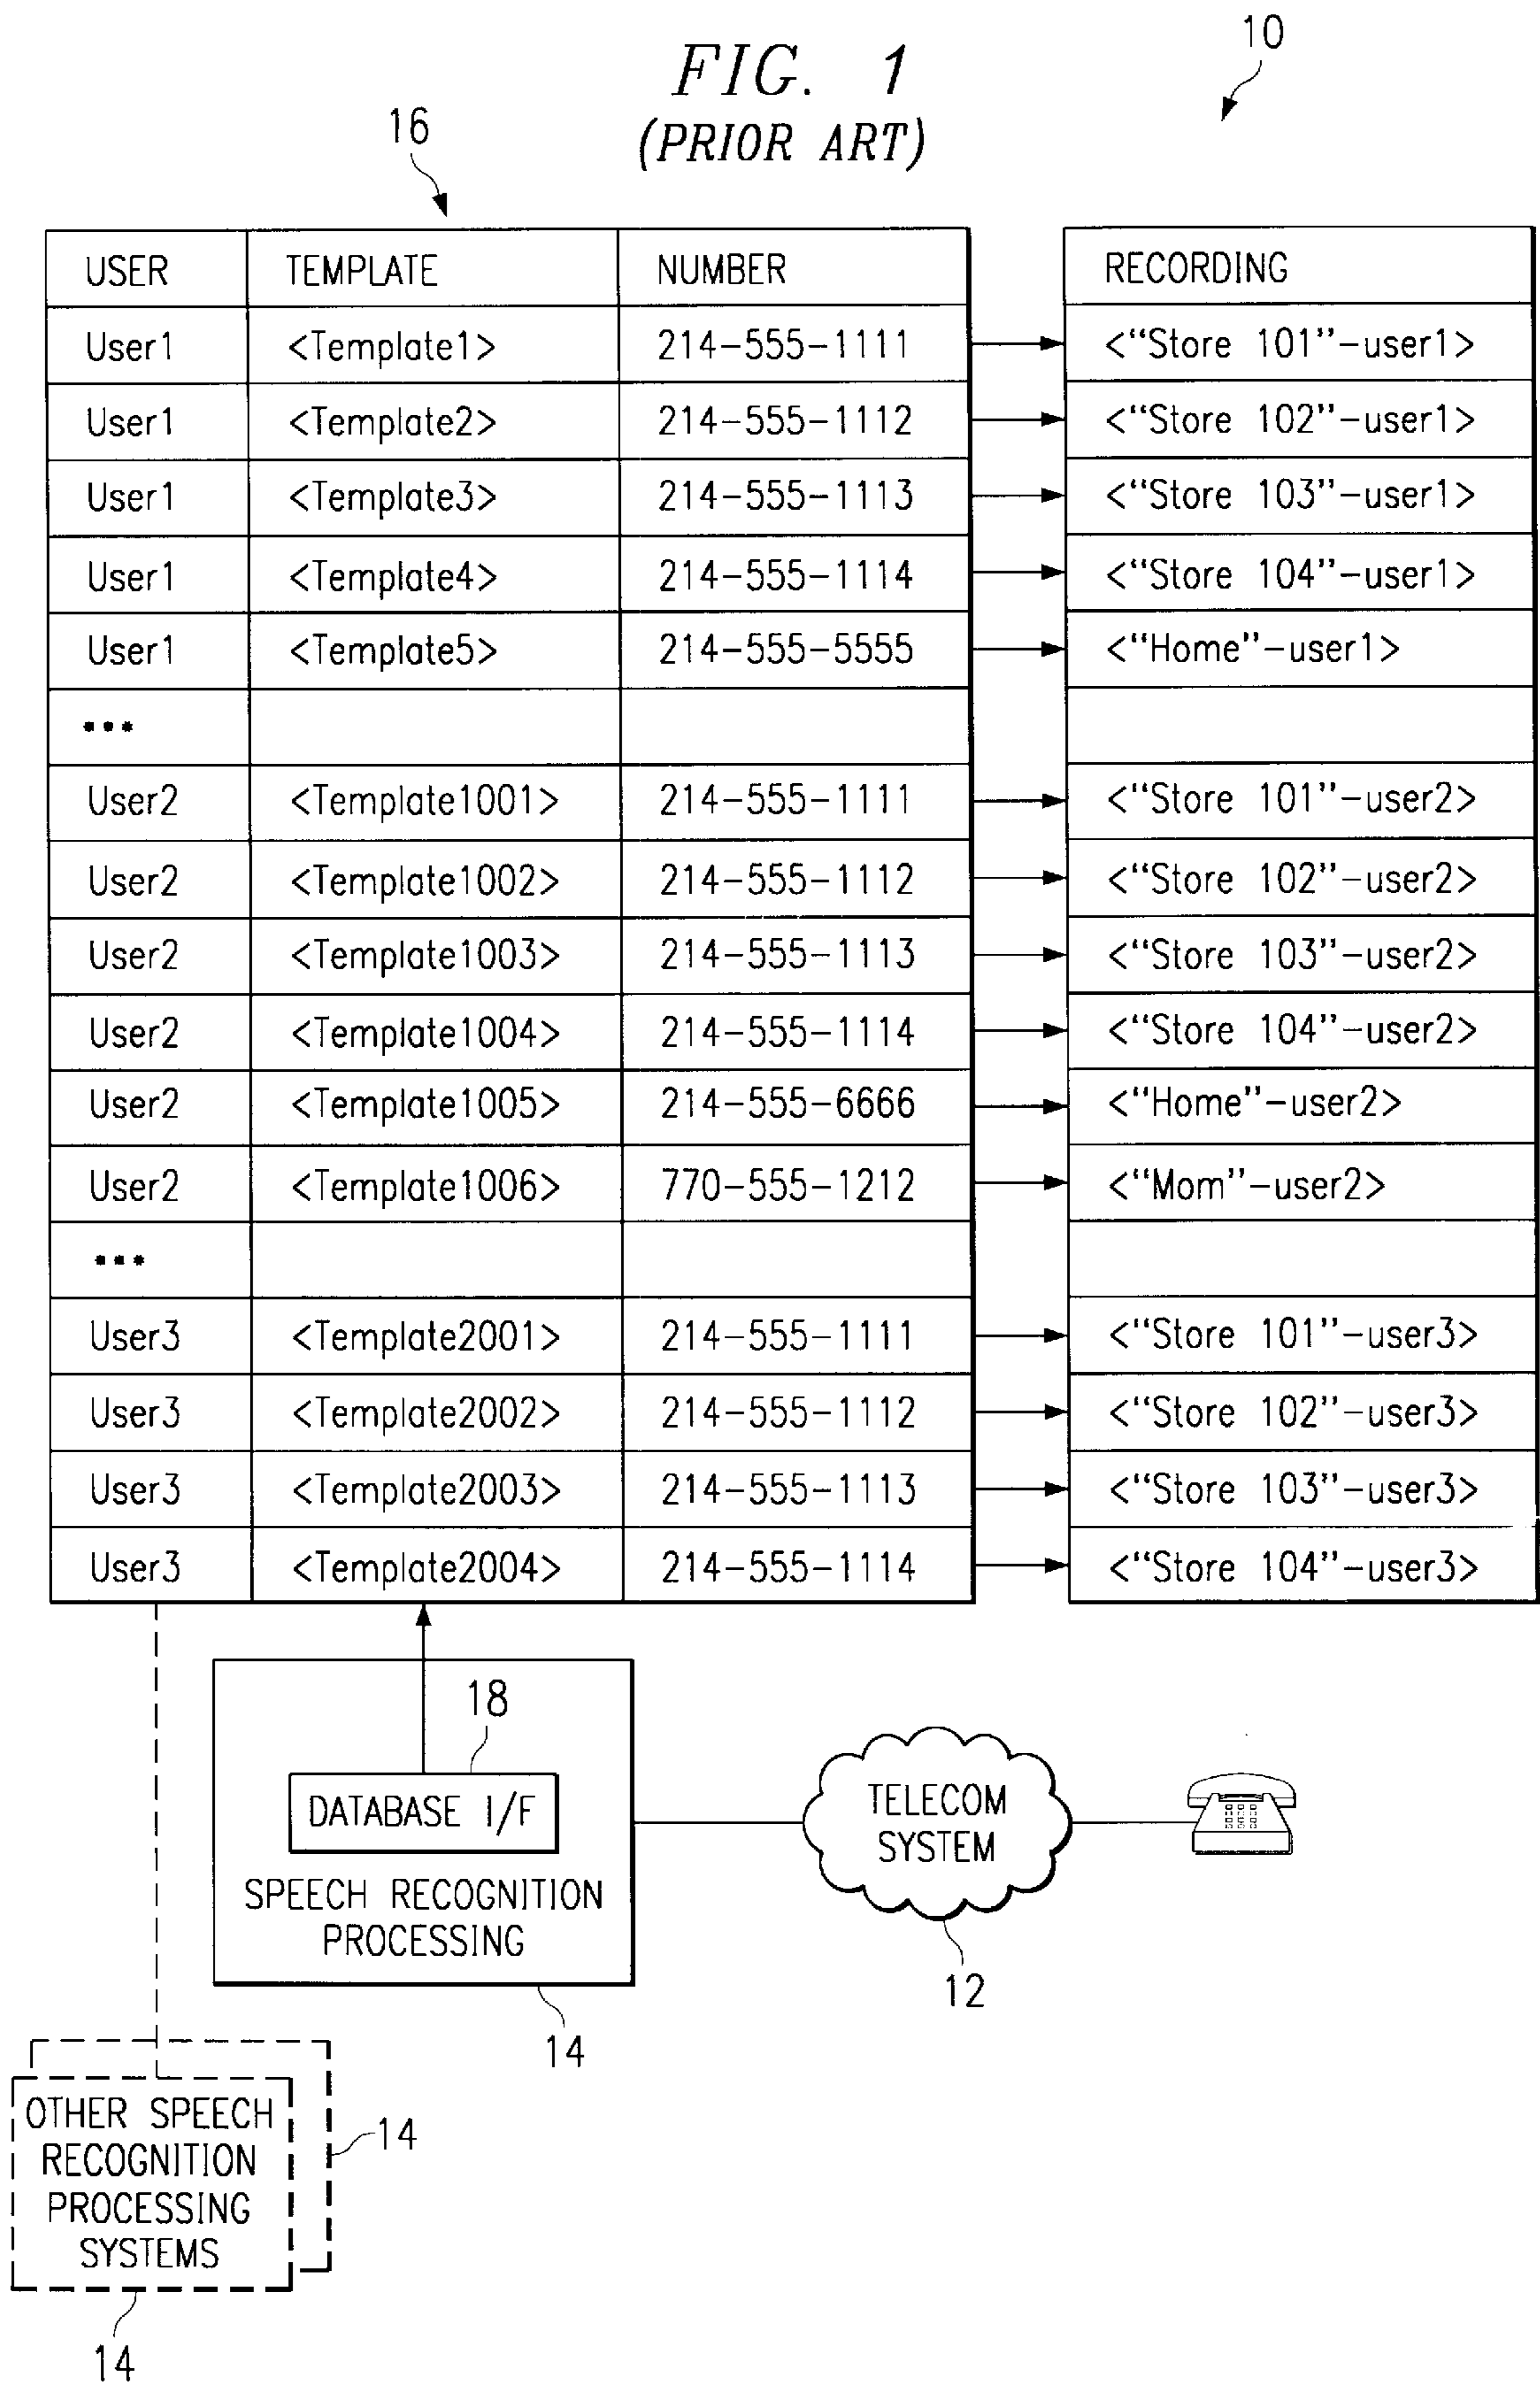 10
FIG. 1
(PRIOR ART)
16
USER TEMPLATE NUMBER RECORDING
User1 <Template1> 214-555-1111 <“Store 101”-user1>
User1 <Template2> 214-555-1112 <“Store 102”-user1>
User1 <Template3> 214-555-1113 <“Store 103”-user1>
User1 <Template4> 214-555-1114 <“Store 104”-user1>
User1 <Template5> 214-555-5555 <“Home”-user1>
•••
User2 <Template1001> 214-555-1111 <“Store 101”-user2>
User2 <Template1002> 214-555-1112 <“Store 102”-user2>
User2 <Template1003> 214-555-1113 <“Store 103”-user2>
User2 <Template1004> 214-555-1114 <“Store 104”-user2>
User2 <Template1005> 214-555-6666 <“Home”-user2>
User2 <Template1006> 770-555-1212 <“Mom”-user2>
•••
User3 <Template2001> 214-555-1111 <“Store 101”-user3>
User3 <Template2002> 214-555-1112 <“Store 102”-user3>
User3 <Template2003> 214-555-1113 <“Store 103”-user3>
User3 <Template2004> 214-555-1114 <“Store 104”-user3>
18
DATABASE I/F
SPEECH RECOGNITION
PROCESSING
14
TELECOM
SYSTEM
12
OTHER SPEECH
RECOGNITION
PROCESSING
SYSTEMS
14
14